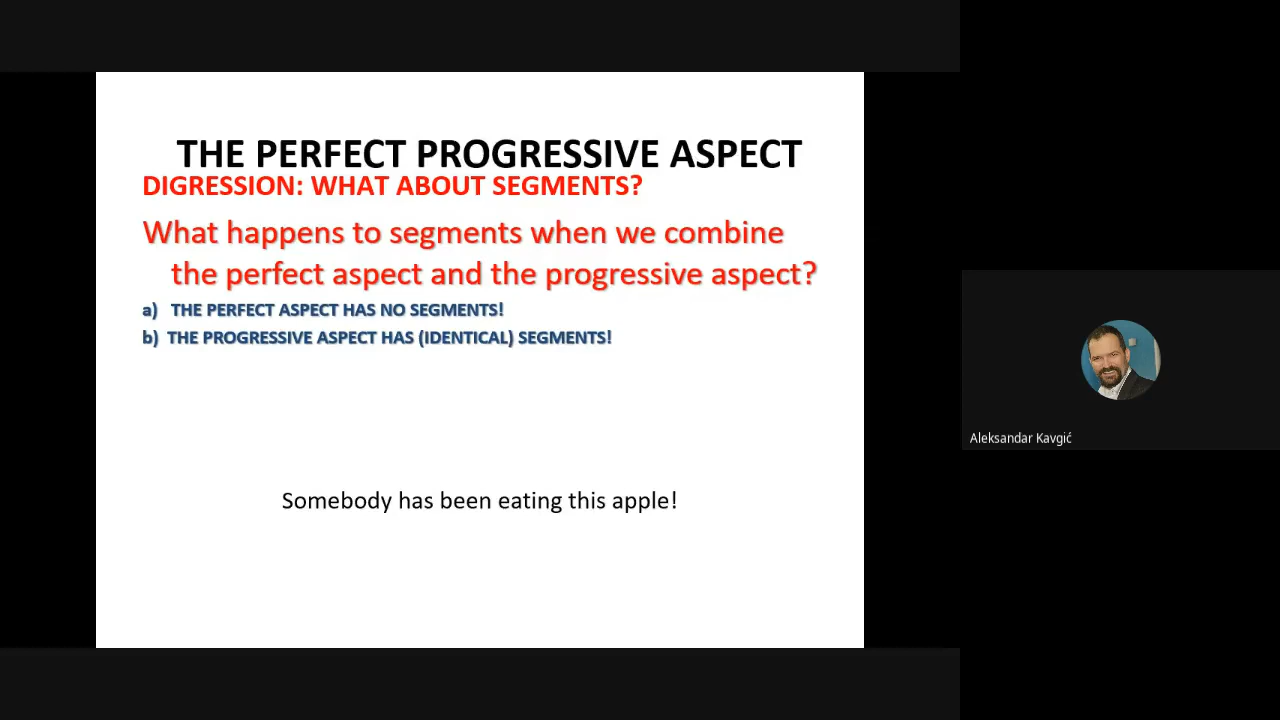 THE PERFECT PROGRESSIVE ASPECT
DIGRESSION: WHAT ABOUT SEGMENTS?
What happens to segments when we combine
the perfect aspect and the progressive aspect?
a) THE PERFECT ASPECT HAS NO SEGMENTS!
b) THE PROGRESSIVE ASPECT HAS (IDENTICAL) SEGMENTS!
Somebody has been eating this apple!
Aleksandar Kavgić